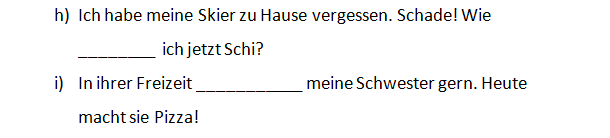 h) Ich habe meine Skier zu Hause vergessen. Schade! Wie
________ ich jetzt Schi?
i) In ihrer Freizeit ___________ meine Schwester gern. Heute
macht sie Pizza!